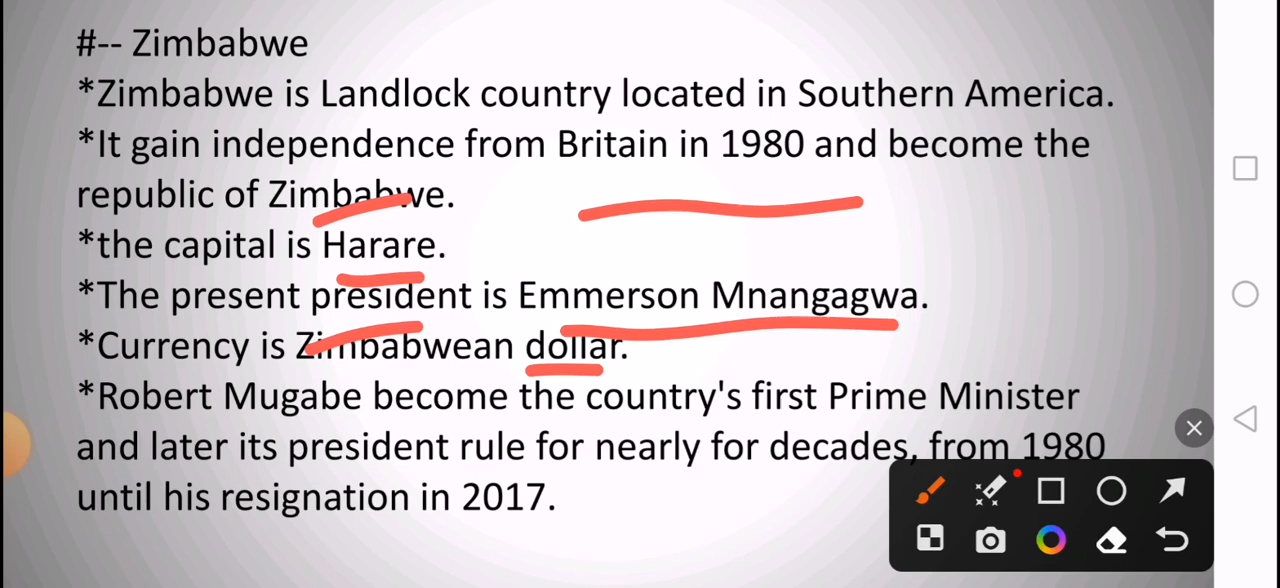 #-- Zimbabwe
*Zimbabwe is Landlock country located in Southern America.
*It gain independence from Britain in 1980 and become the
republic of Zimbabwe.
*the capital is Harare.
*The present president is Emmerson Mnangagwa.
*Currency is Zimbabwean dollar.
*Robert Mugabe become the country's first Prime Minister
and later its president rule for nearly for decades, from 1980
until his resignation in 2017.